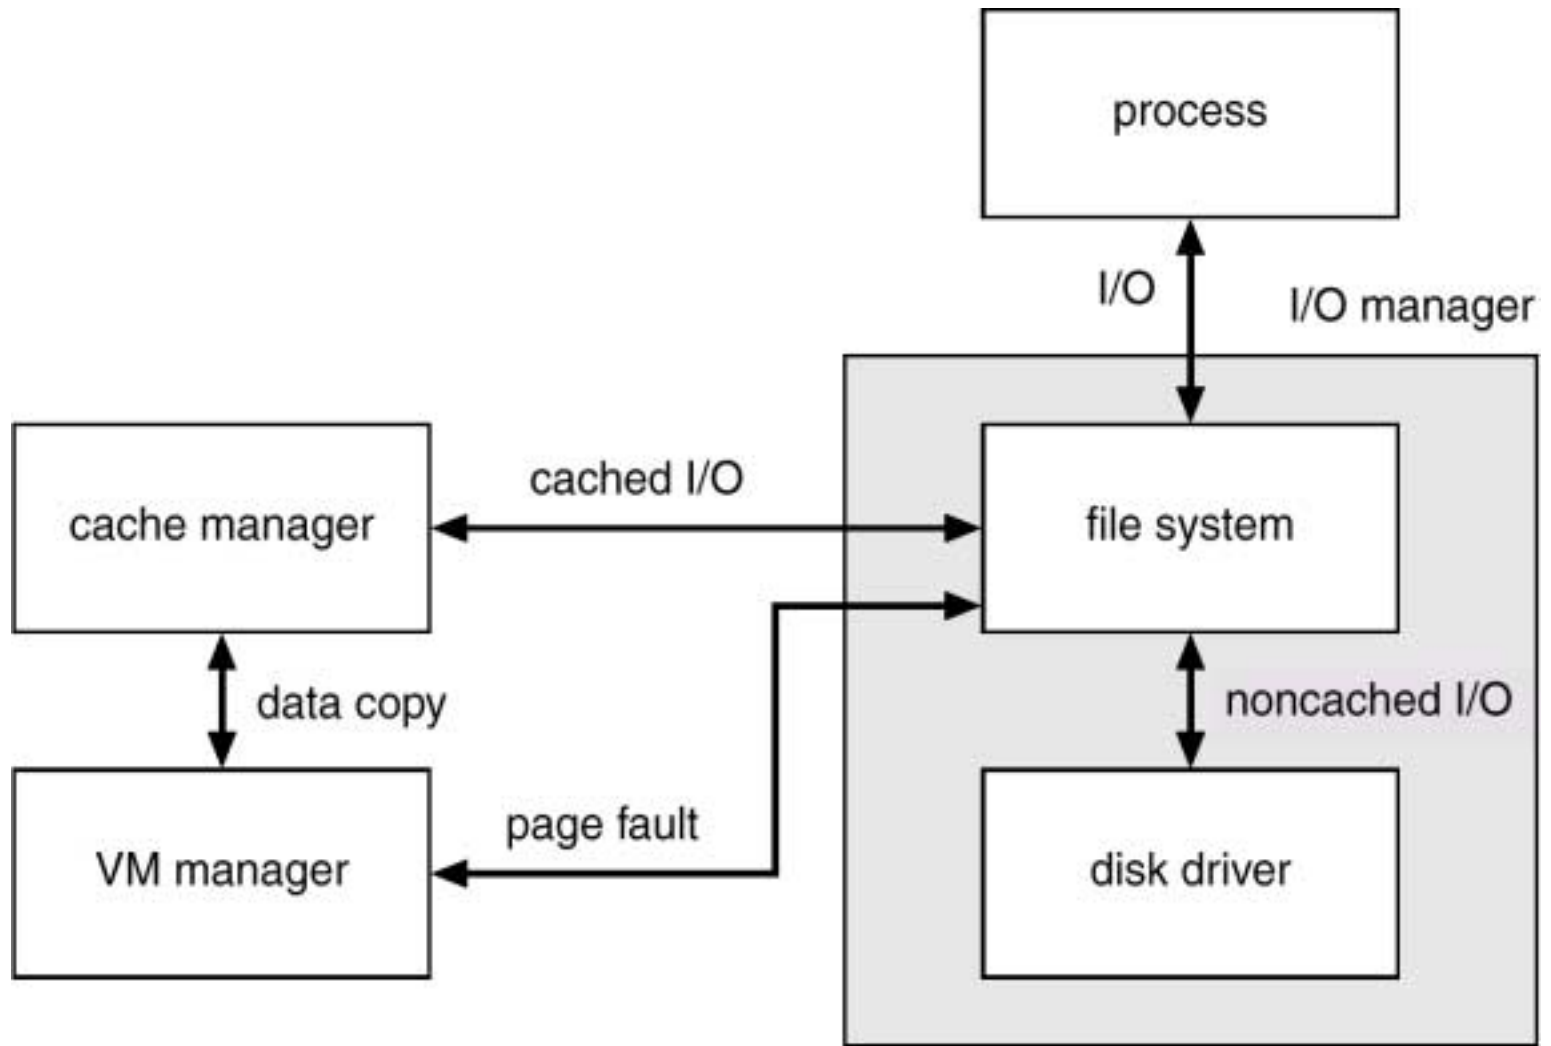 process
I/O
I/O manager
cache manager
cached I/O
file system
data copy
noncached I/O
VM manager
page fault
disk driver